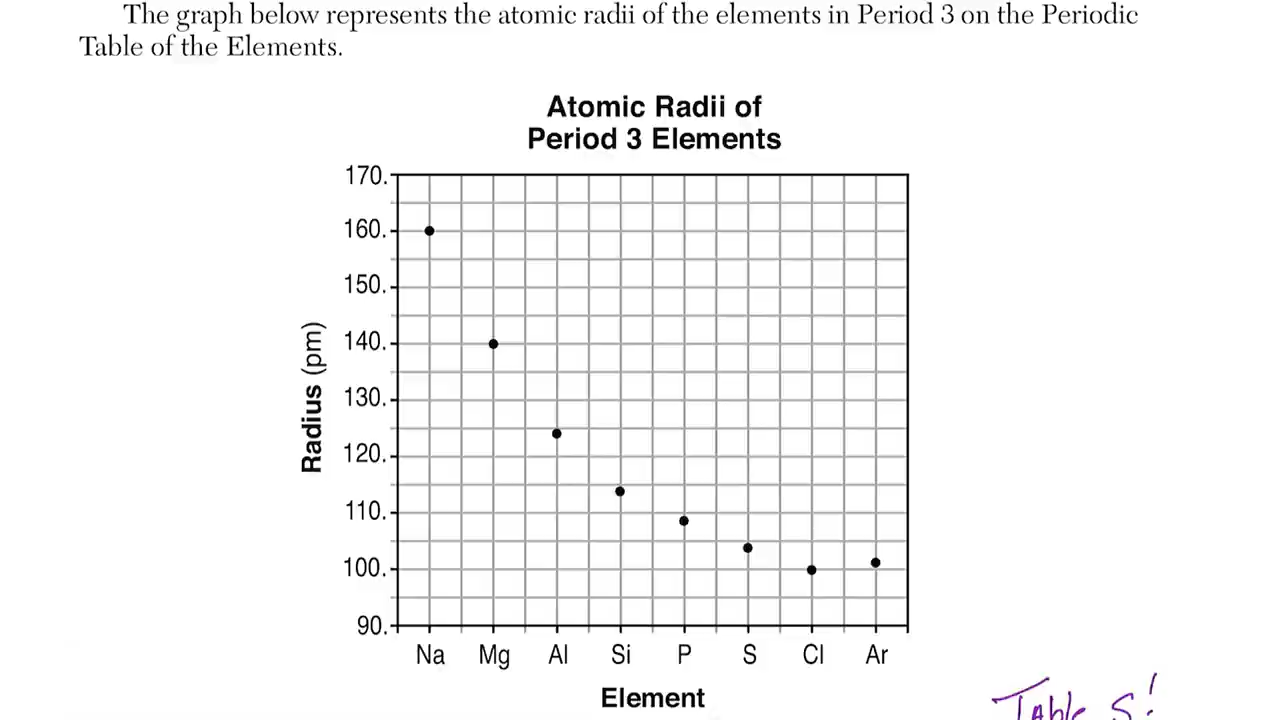 The graph below represents the atomic radii of the elements in Period 3 on the Periodic
Table of the Elements.
Atomic Radii of
Period 3 Elements
170.
160.
150.
140.
130.
120.
110.
100.
90.
Radius (pm)
Na Mg Al Si P S Cl Ar
Element
Table S!